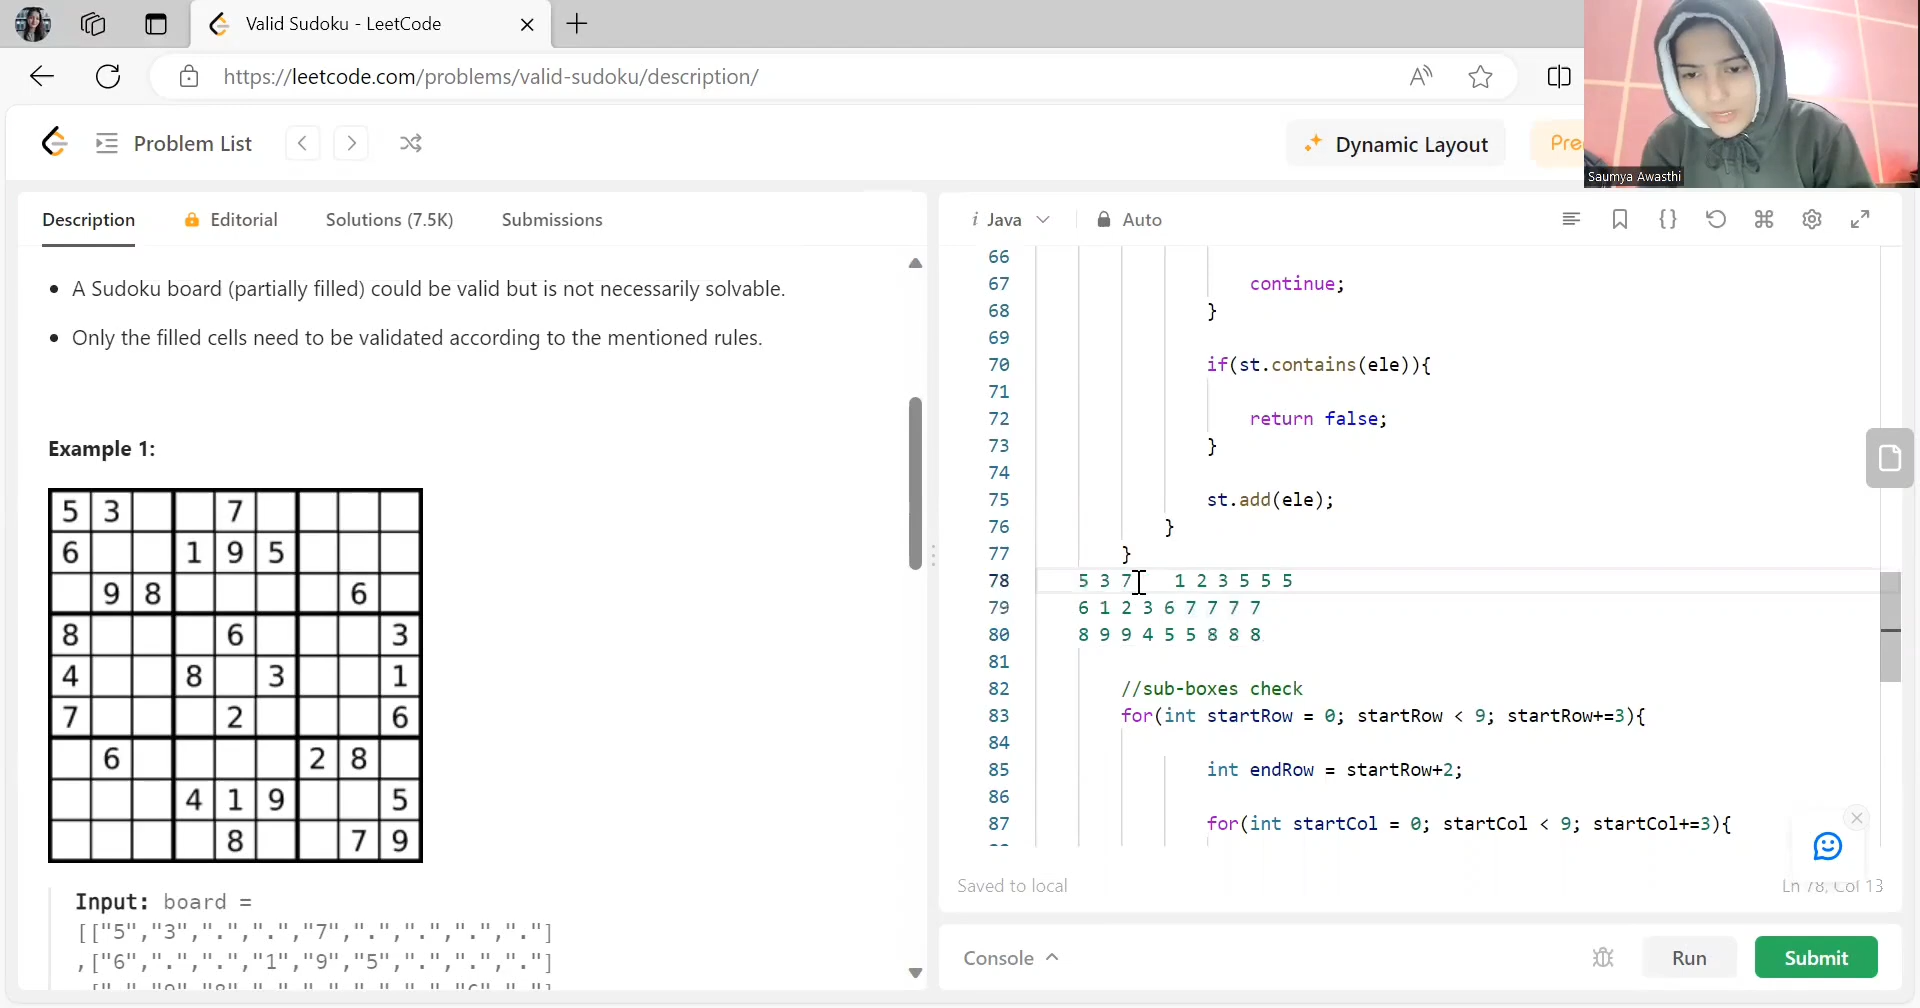 Valid Sudoku - LeetCode
https://leetcode.com/problems/valid-sudoku/description/
Problem List
Dynamic Layout
Pre
Saumya Awasthi
Description
Editorial
Solutions (7.5K)
Submissions
• A Sudoku board (partially filled) could be valid but is not necessarily solvable.
• Only the filled cells need to be validated according to the mentioned rules.
Example 1:
5 3 7
6 1 9 5
9 8 6
8 6 3
4 8 3 1
7 2 6
6 2 8
4 1 9 5
8 7 9
Input: board =
[["5","3",".",".","7",".",".",".","."]
,["6",".",".","1","9","5",".",".","."]
,[".","9","8",".",".",".",".","6","."]
i Java
Auto
66
67 continue;
68 }
69
70 if(st.contains(ele)){
71
72 return false;
73 }
74
75 st.add(ele);
76 }
77 }
78 5 3 7 1 2 3 5 5 5
79 6 1 2 3 6 7 7 7 7
80 8 9 9 4 5 5 8 8 8
81
82 //sub-boxes check
83 for(int startRow = 0; startRow < 9; startRow+=3){
84
85 int endRow = startRow+2;
86
87 for(int startCol = 0; startCol < 9; startCol+=3){
Saved to local
Ln 78, Col 13
Console
Run
Submit